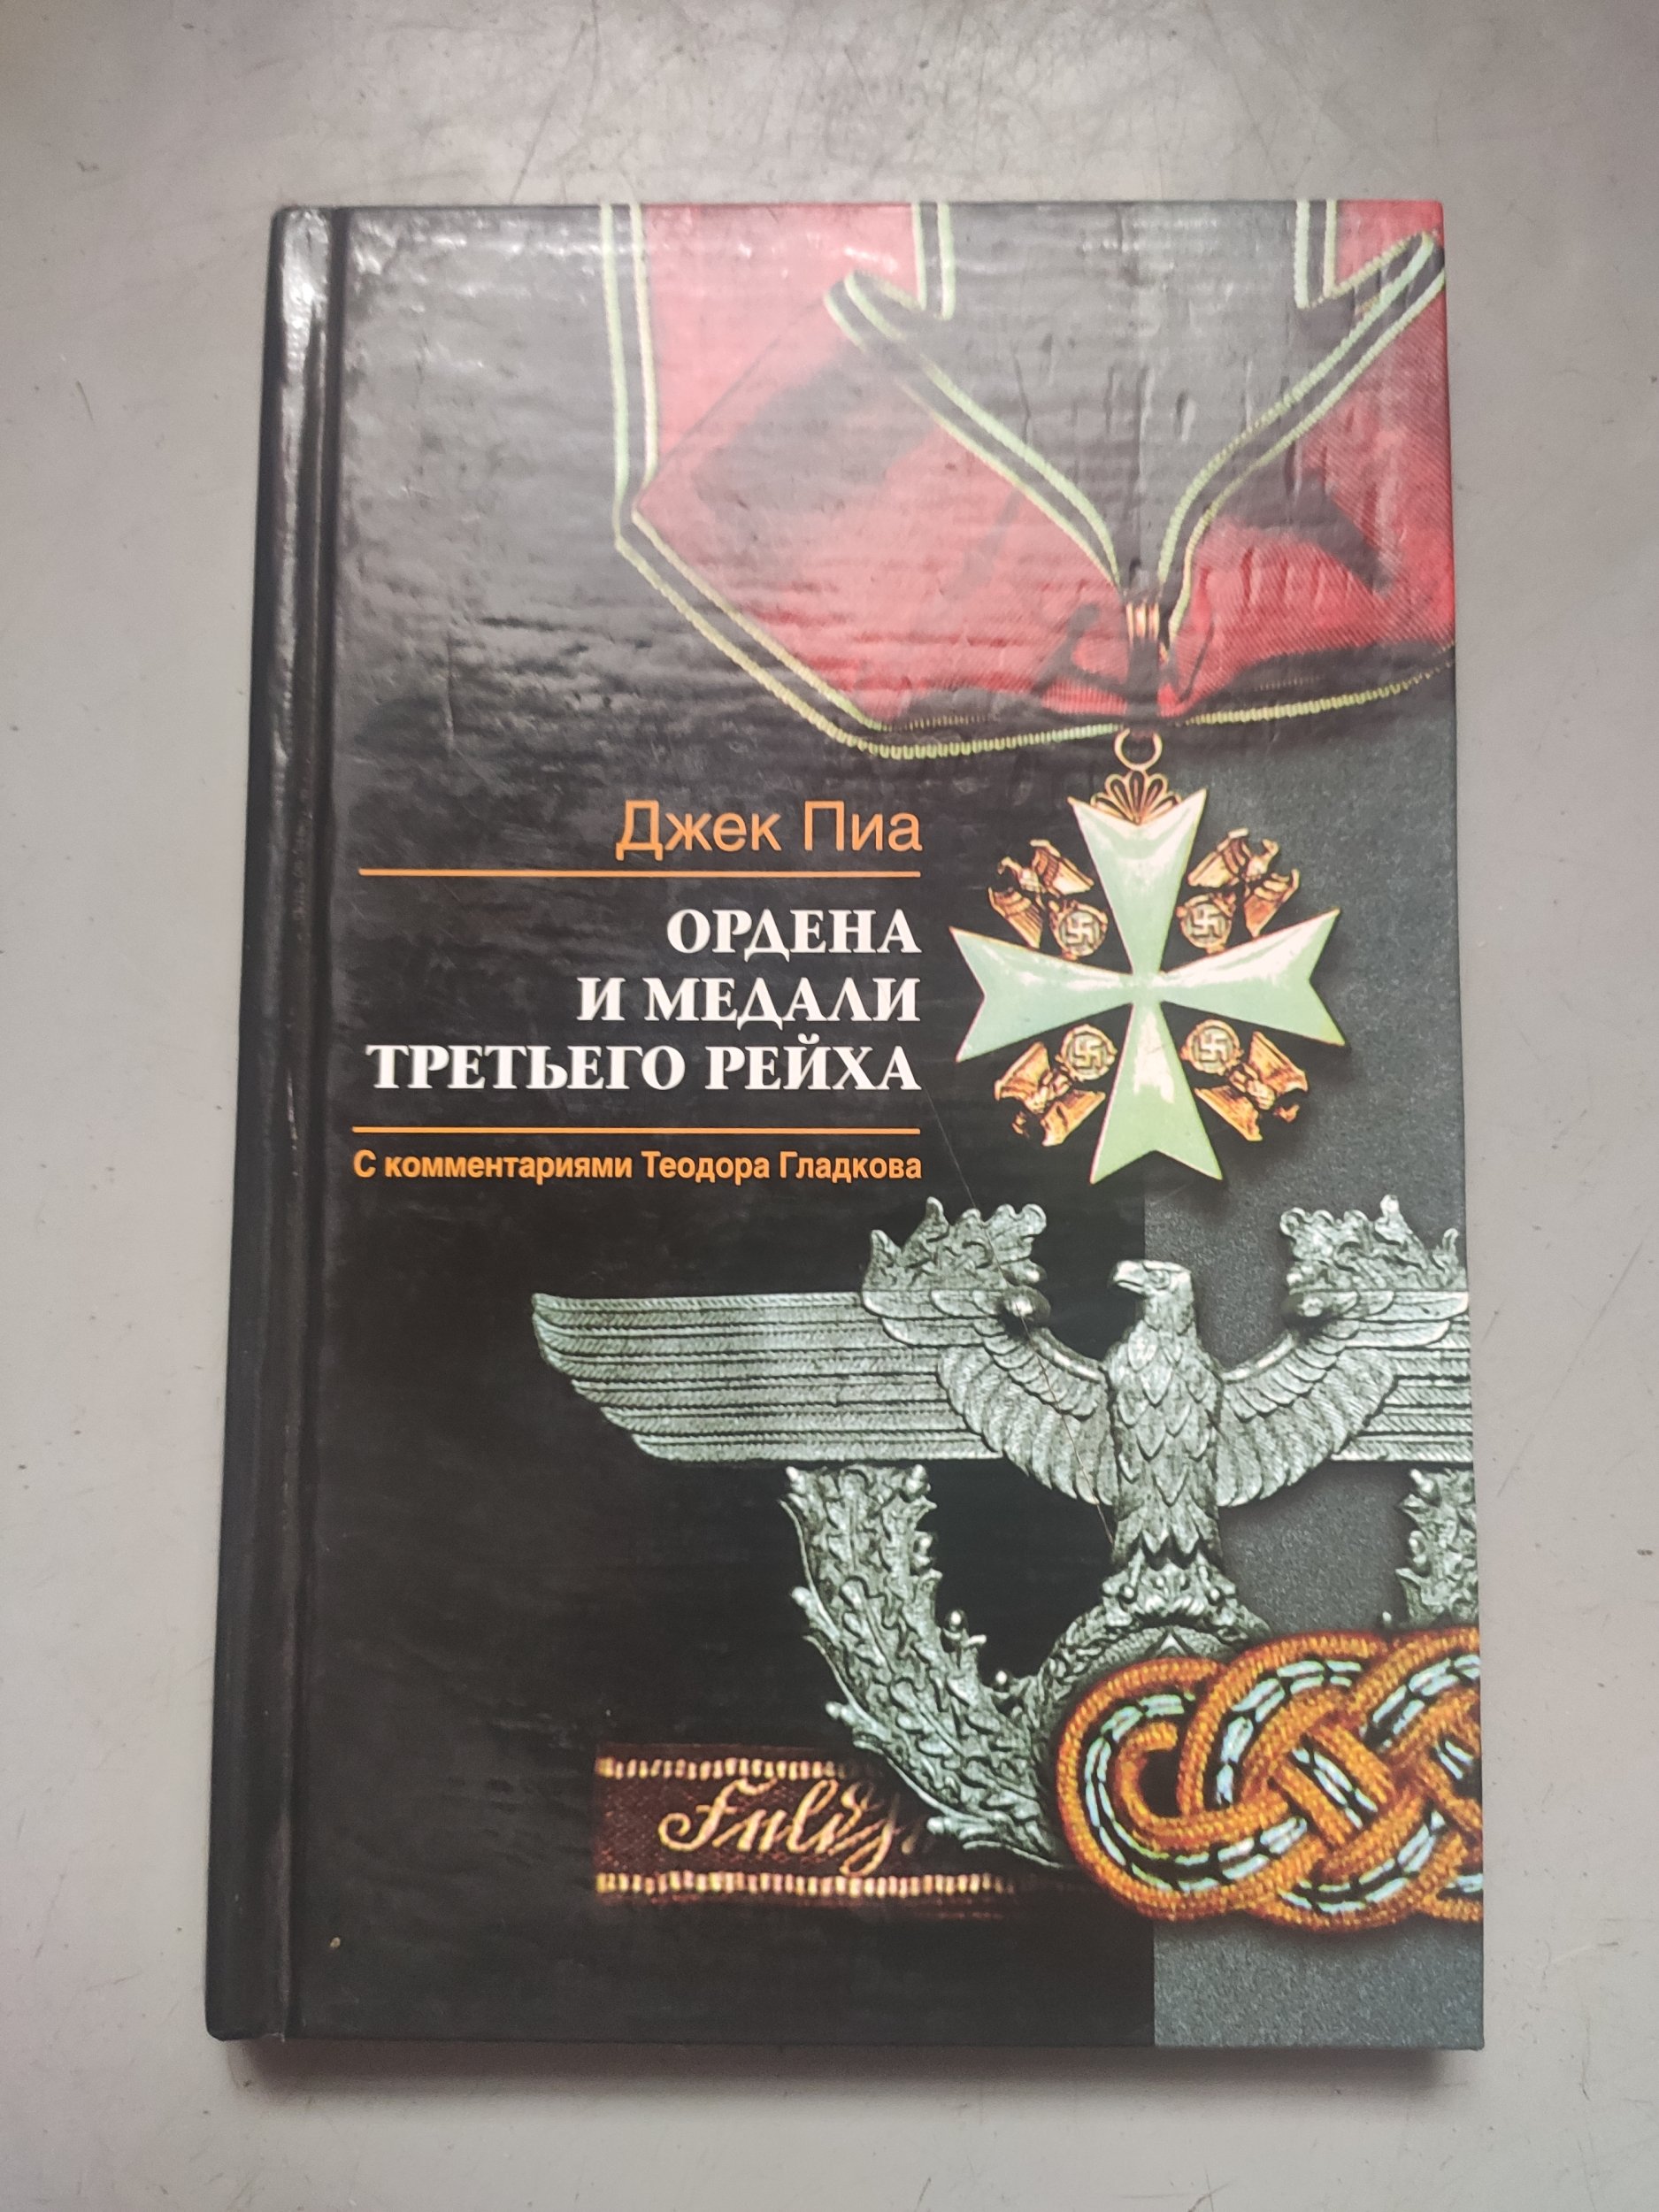 Джек Пиа
ОРДЕНА
И МЕДАЛИ
ТРЕТЬЕГО РЕЙХА
С комментариями Теодора Гладкова